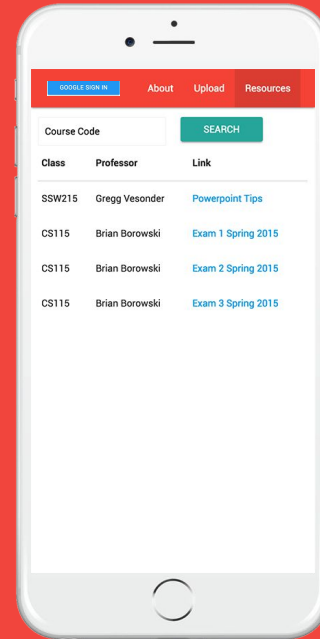 GOOGLE SIGN IN About Upload Resources
Course Code SEARCH
Class Professor Link
SSW215 Gregg Vesonder Powerpoint Tips
CS115 Brian Borowski Exam 1 Spring 2015
CS115 Brian Borowski Exam 2 Spring 2015
CS115 Brian Borowski Exam 3 Spring 2015